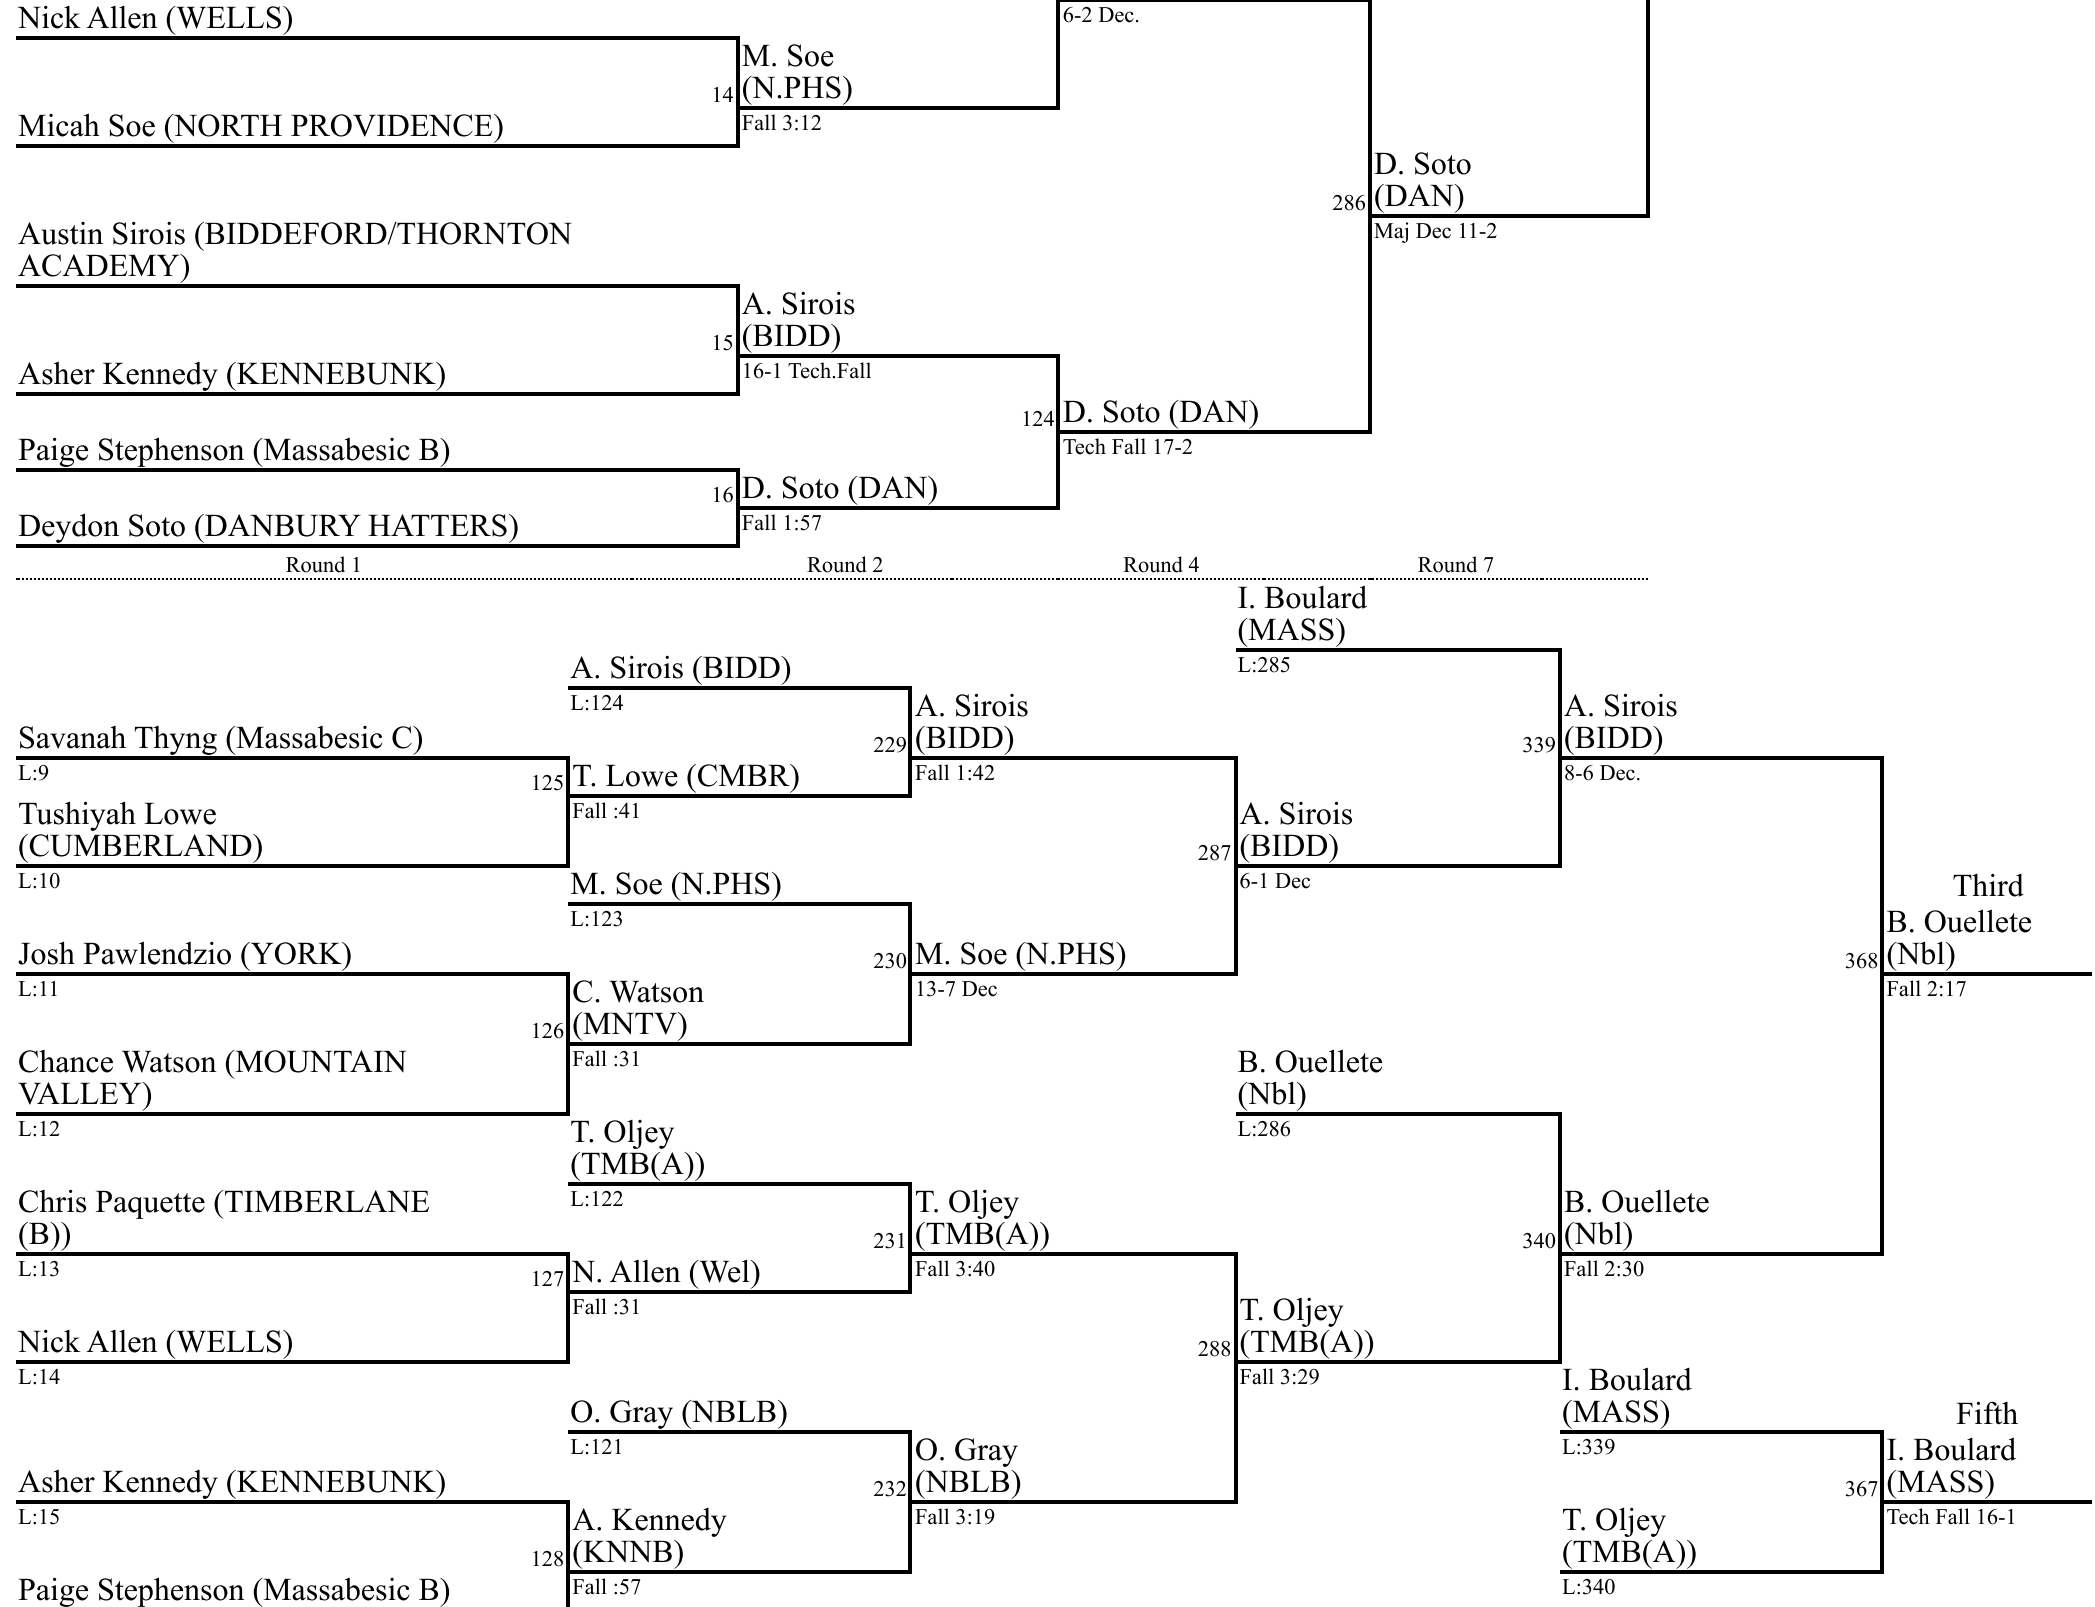 Nick Allen (WELLS)
6-2 Dec.
M. Soe
(N.PHS)
14
Fall 3:12
Micah Soe (NORTH PROVIDENCE)
D. Soto
(DAN)
286
Maj Dec 11-2
Austin Sirois (BIDDEFORD/THORNTON
ACADEMY)
A. Sirois
(BIDD)
15
16-1 Tech.Fall
Asher Kennedy (KENNEBUNK)
124
D. Soto (DAN)
Tech Fall 17-2
Paige Stephenson (Massabesic B)
16
D. Soto (DAN)
Fall 1:57
Deydon Soto (DANBURY HATTERS)
Round 1
Round 2
Round 4
Round 7
I. Boulard
(MASS)
L:285
A. Sirois (BIDD)
L:124
A. Sirois
(BIDD)
229
Fall 1:42
A. Sirois
(BIDD)
339
8-6 Dec.
Savanah Thyng (Massabesic C)
L:9
125
T. Lowe (CMBR)
Fall :41
Tushiyah Lowe
(CUMBERLAND)
L:10
A. Sirois
(BIDD)
287
6-1 Dec
M. Soe (N.PHS)
L:123
Third
B. Ouellete
(Nbl)
368
Fall 2:17
Josh Pawlendzio (YORK)
L:11
230
M. Soe (N.PHS)
13-7 Dec
C. Watson
(MNTV)
126
Fall :31
Chance Watson (MOUNTAIN
VALLEY)
L:12
B. Ouellete
(Nbl)
L:286
T. Oljey
(TMB(A))
L:122
Chris Paquette (TIMBERLANE
(B))
L:13
T. Oljey
(TMB(A))
231
Fall 3:40
B. Ouellete
(Nbl)
340
Fall 2:30
127
N. Allen (Wel)
Fall :31
Nick Allen (WELLS)
L:14
T. Oljey
(TMB(A))
288
Fall 3:29
I. Boulard
(MASS)
L:339
O. Gray (NBLB)
L:121
Fifth
I. Boulard
(MASS)
367
Tech Fall 16-1
O. Gray
(NBLB)
232
Fall 3:19
Asher Kennedy (KENNEBUNK)
L:15
A. Kennedy
(KNNB)
128
Fall :57
T. Oljey
(TMB(A))
L:340
Paige Stephenson (Massabesic B)